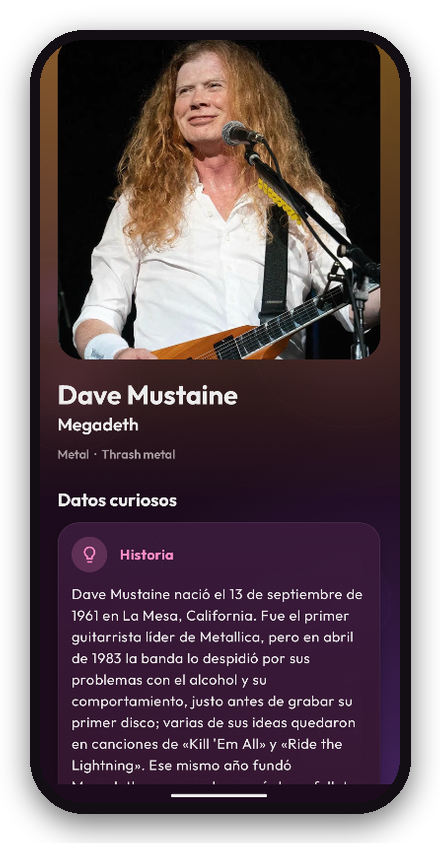 Dave Mustaine
Megadeth
Metal · Thrash metal
Datos curiosos
Historia
Dave Mustaine nació el 13 de septiembre de
1961 en La Mesa, California. Fue el primer
guitarrista líder de Metallica, pero en abril
de 1983 la banda lo despidió por sus
problemas con el alcohol y su
comportamiento, justo antes de grabar su
primer disco; varias de sus ideas quedaron
en canciones de «Kill 'Em All» y «Ride the
Lightning». Ese mismo año fundó